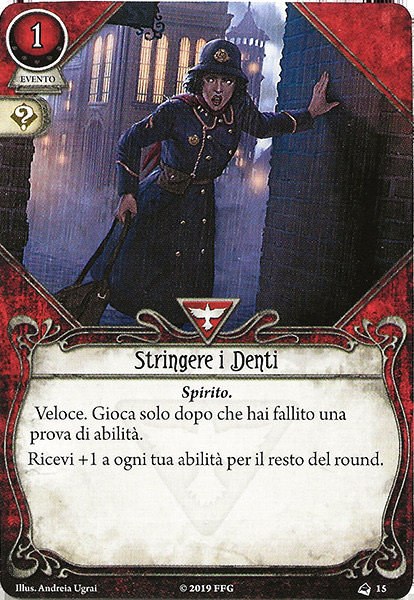 1
EVENTO
?
Stringere i Denti
Spirito.
Veloce. Gioca solo dopo che hai fallito una
prova di abilità.
Ricevi +1 a ogni tua abilità per il resto del round.
Illus. Andreia Ugrai © 2019 FFG 15